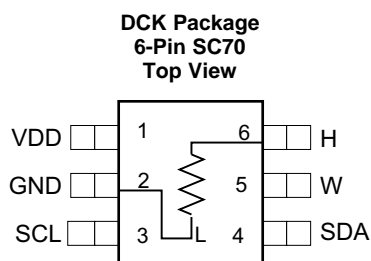 DCK Package
6-Pin SC70
Top View
VDD 1 6 H
GND 2 5 W
SCL 3 L 4 SDA